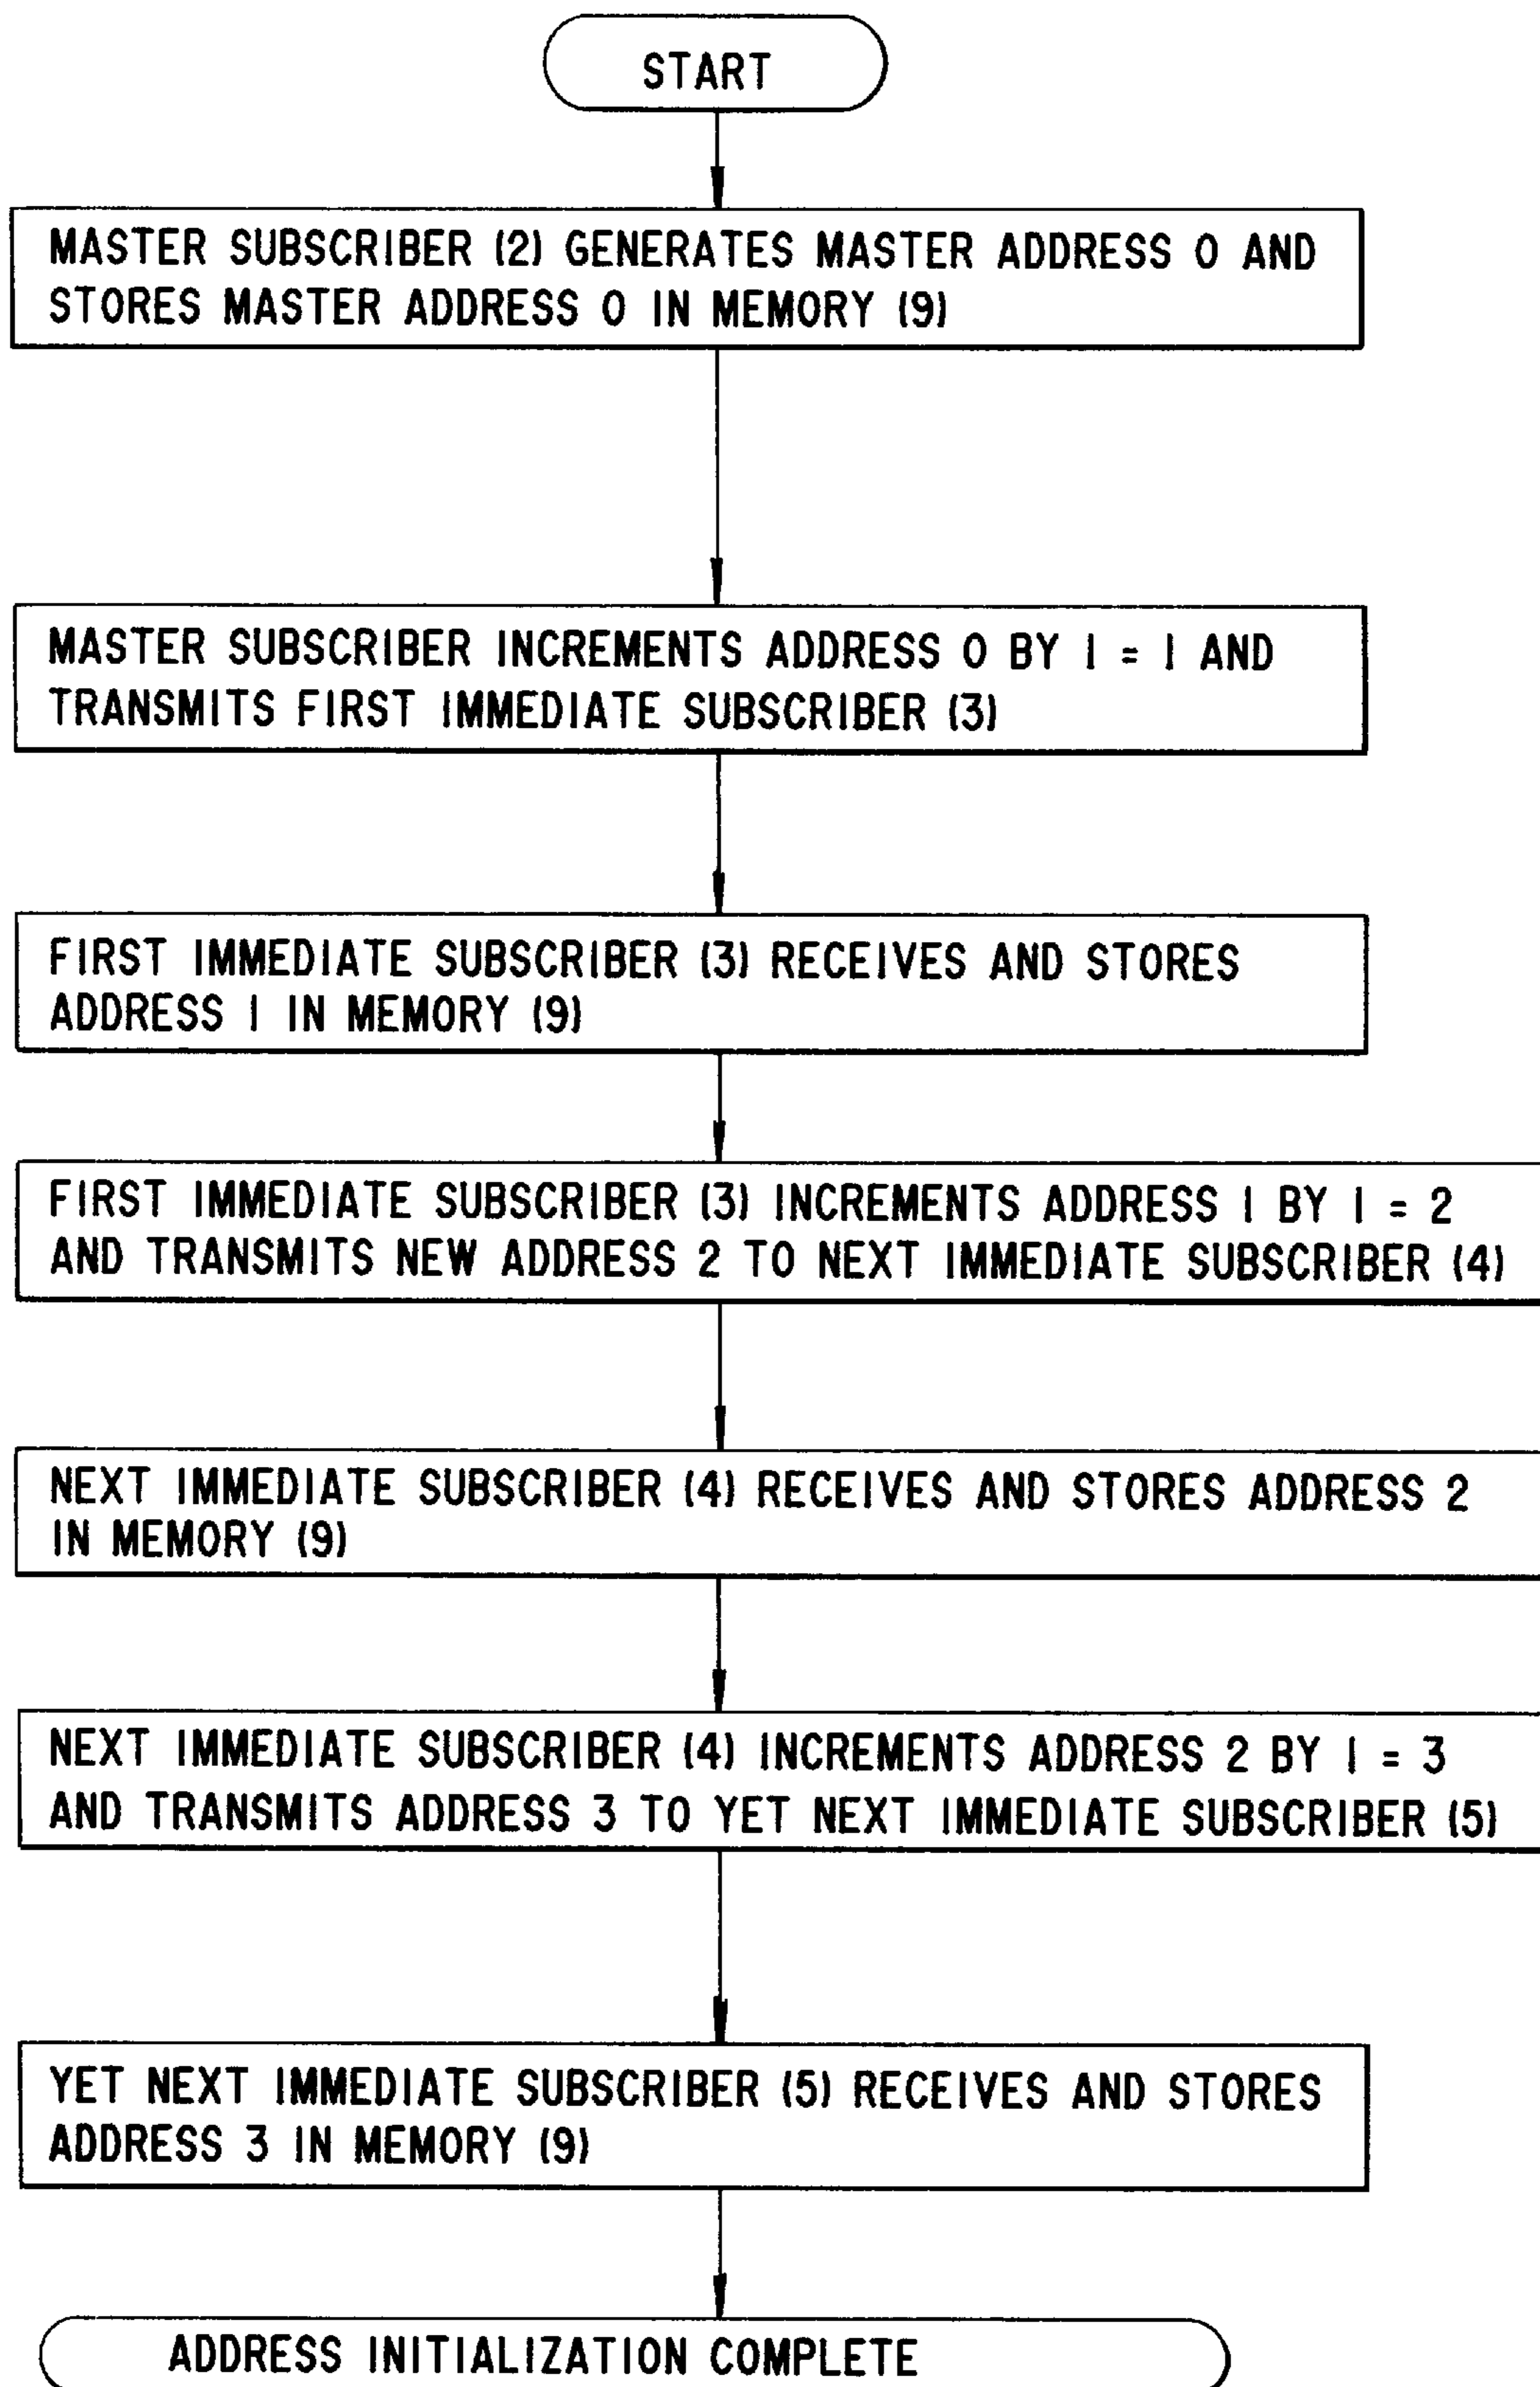 START
MASTER SUBSCRIBER (2) GENERATES MASTER ADDRESS 0 AND
STORES MASTER ADDRESS 0 IN MEMORY (9)
MASTER SUBSCRIBER INCREMENTS ADDRESS 0 BY 1 = 1 AND
TRANSMITS FIRST IMMEDIATE SUBSCRIBER (3)
FIRST IMMEDIATE SUBSCRIBER (3) RECEIVES AND STORES
ADDRESS 1 IN MEMORY (9)
FIRST IMMEDIATE SUBSCRIBER (3) INCREMENTS ADDRESS 1 BY 1 = 2
AND TRANSMITS NEW ADDRESS 2 TO NEXT IMMEDIATE SUBSCRIBER (4)
NEXT IMMEDIATE SUBSCRIBER (4) RECEIVES AND STORES ADDRESS 2
IN MEMORY (9)
NEXT IMMEDIATE SUBSCRIBER (4) INCREMENTS ADDRESS 2 BY 1 = 3
AND TRANSMITS ADDRESS 3 TO YET NEXT IMMEDIATE SUBSCRIBER (5)
YET NEXT IMMEDIATE SUBSCRIBER (5) RECEIVES AND STORES
ADDRESS 3 IN MEMORY (9)
ADDRESS INITIALIZATION COMPLETE